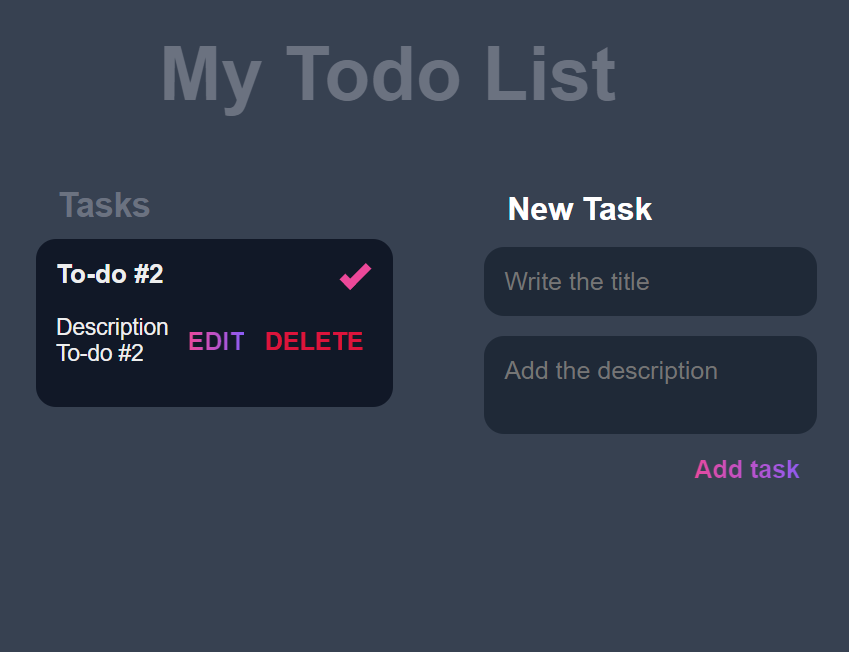 My Todo List
Tasks
To-do #2
Description
To-do #2
EDIT DELETE
New Task
Write the title
Add the description
Add task